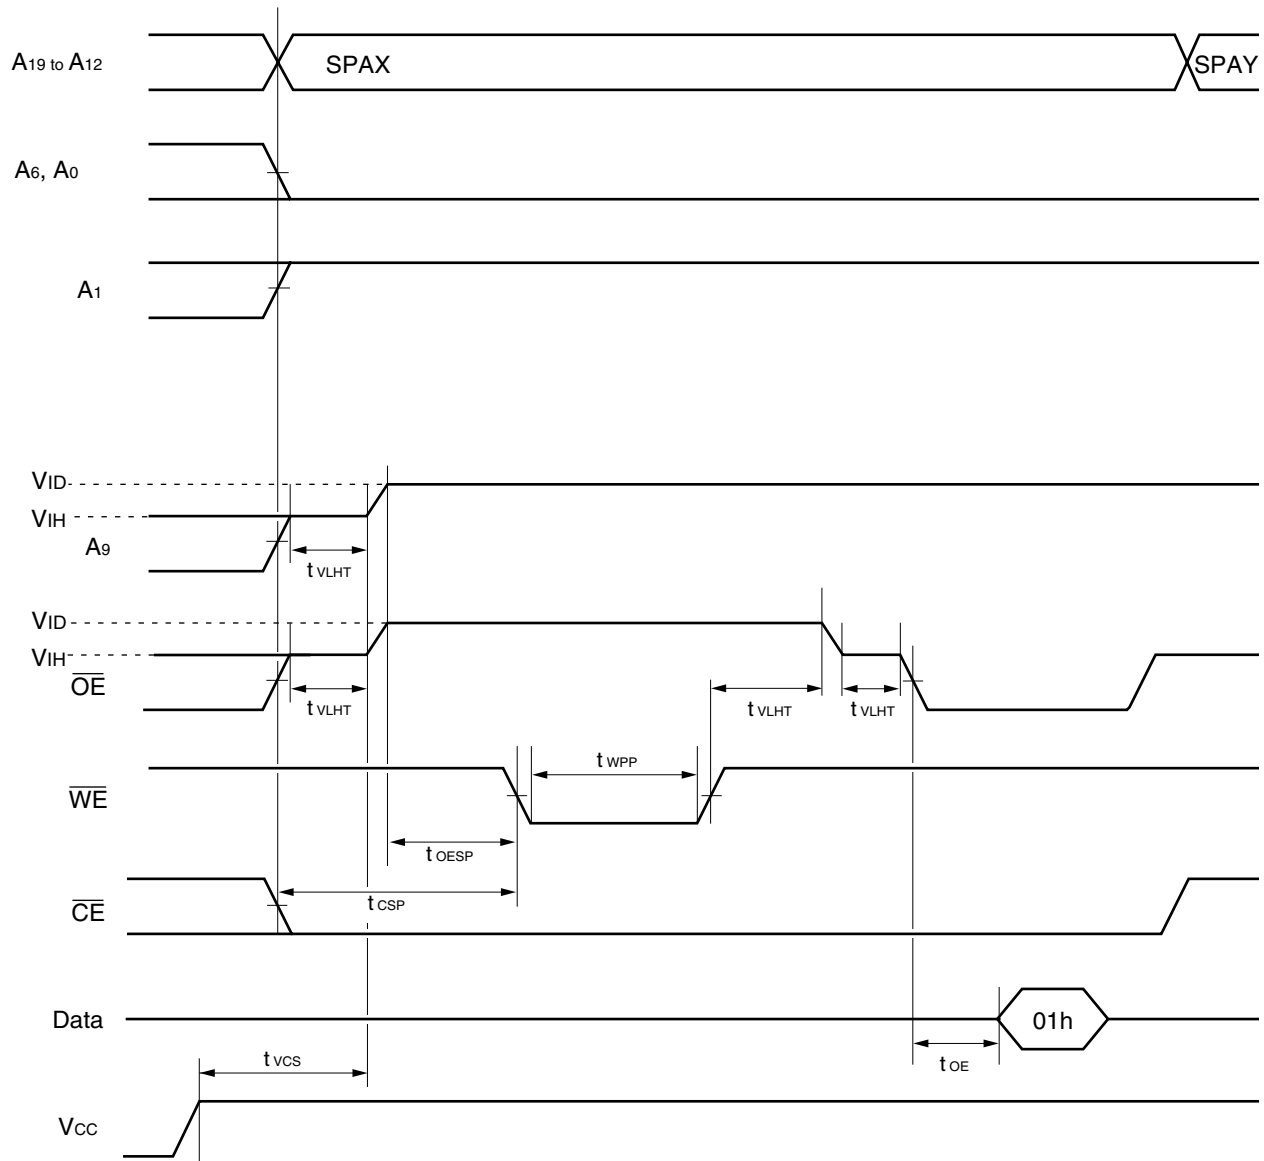 A19 to A12
SPAX
SPAY
A6, A0
A1
VID
VIH
A9
t VLHT
VID
VIH
OE
t VLHT
t VLHT
t VLHT
t WPP
WE
t OESP
t CSP
CE
Data
01h
t OE
t VCS
VCC